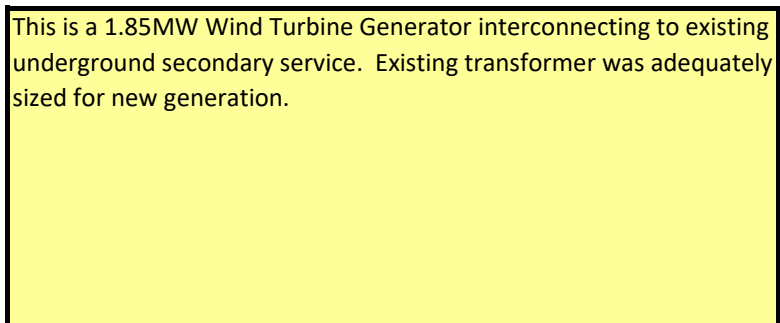 This is a 1.85MW Wind Turbine Generator interconnecting to existing
underground secondary service.  Existing transformer was adequately
sized for new generation.